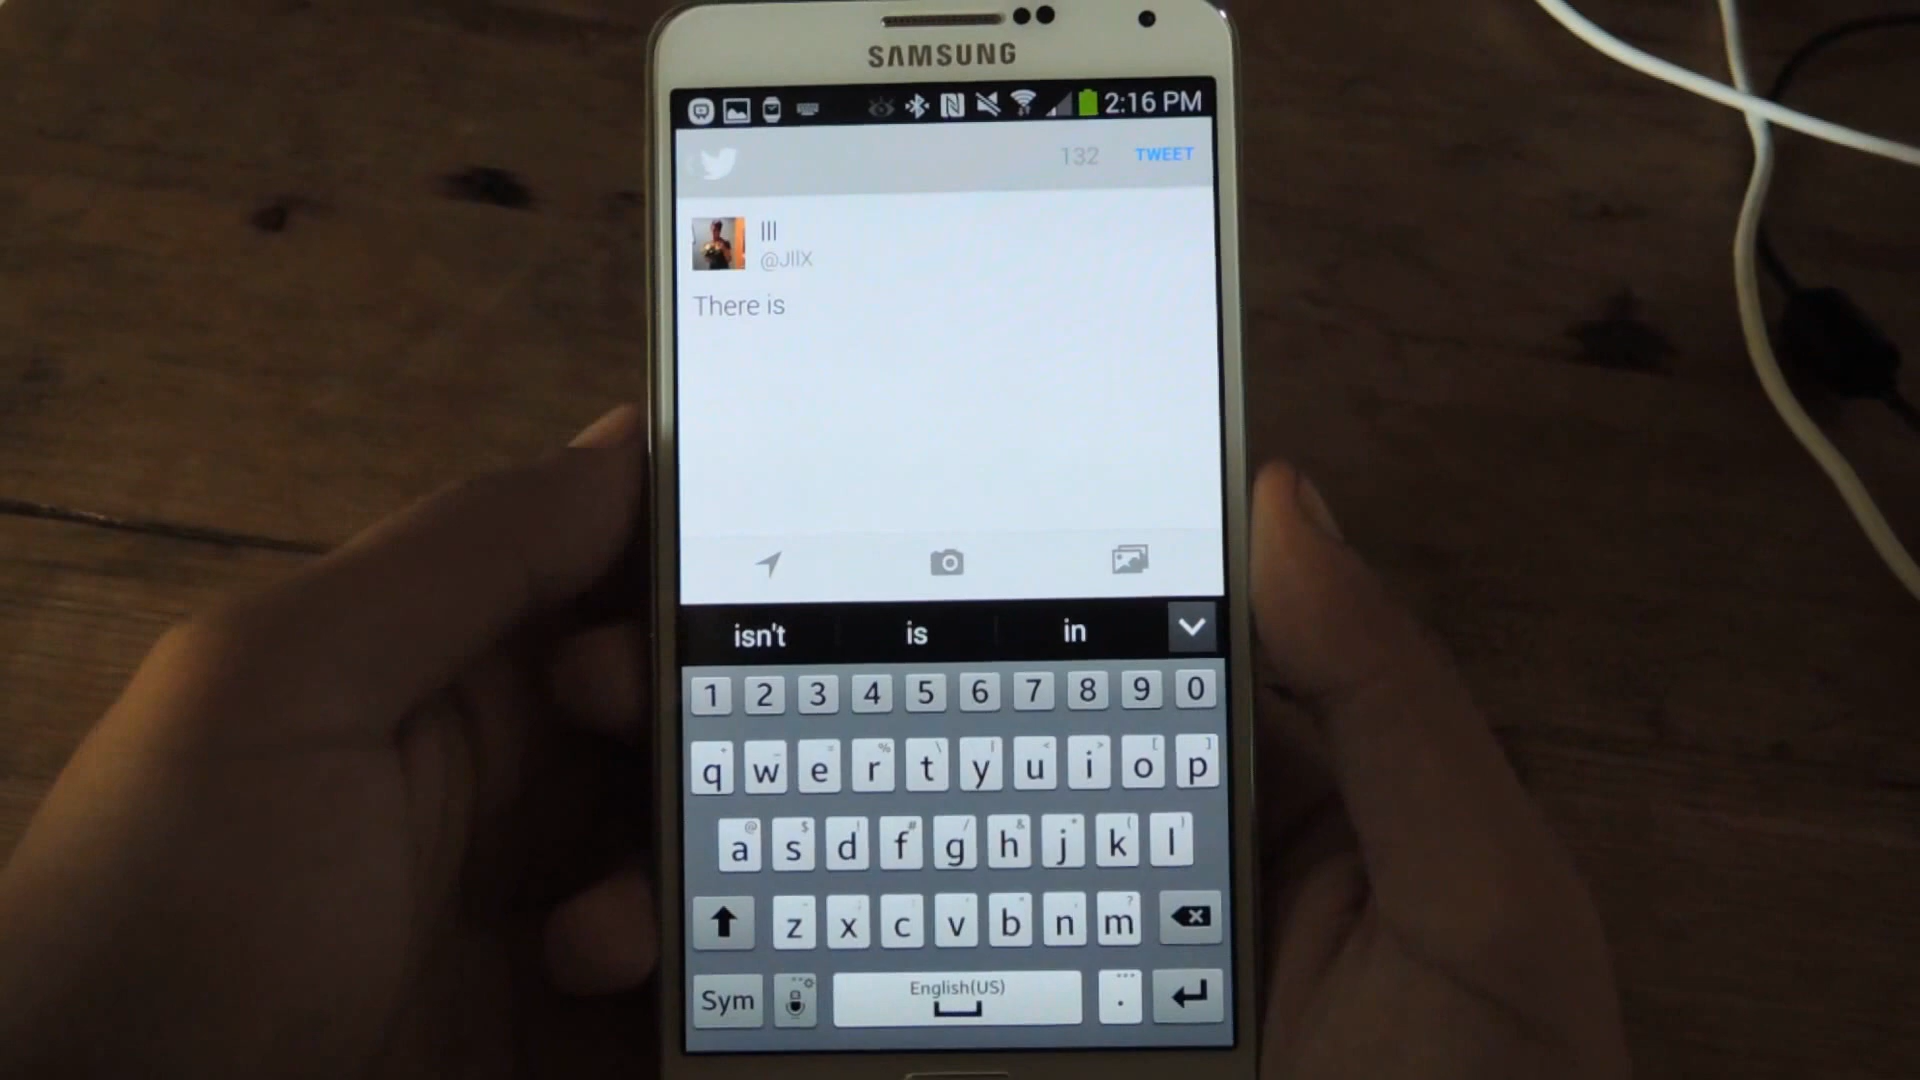 SAMSUNG
2:16 PM
132 TWEET
lll
@JllX
There is
isn't is in
1 2 3 4 5 6 7 8 9 0
q w e r t y u i o p
a s d f g h j k l
z x c v b n m
Sym English(US) .